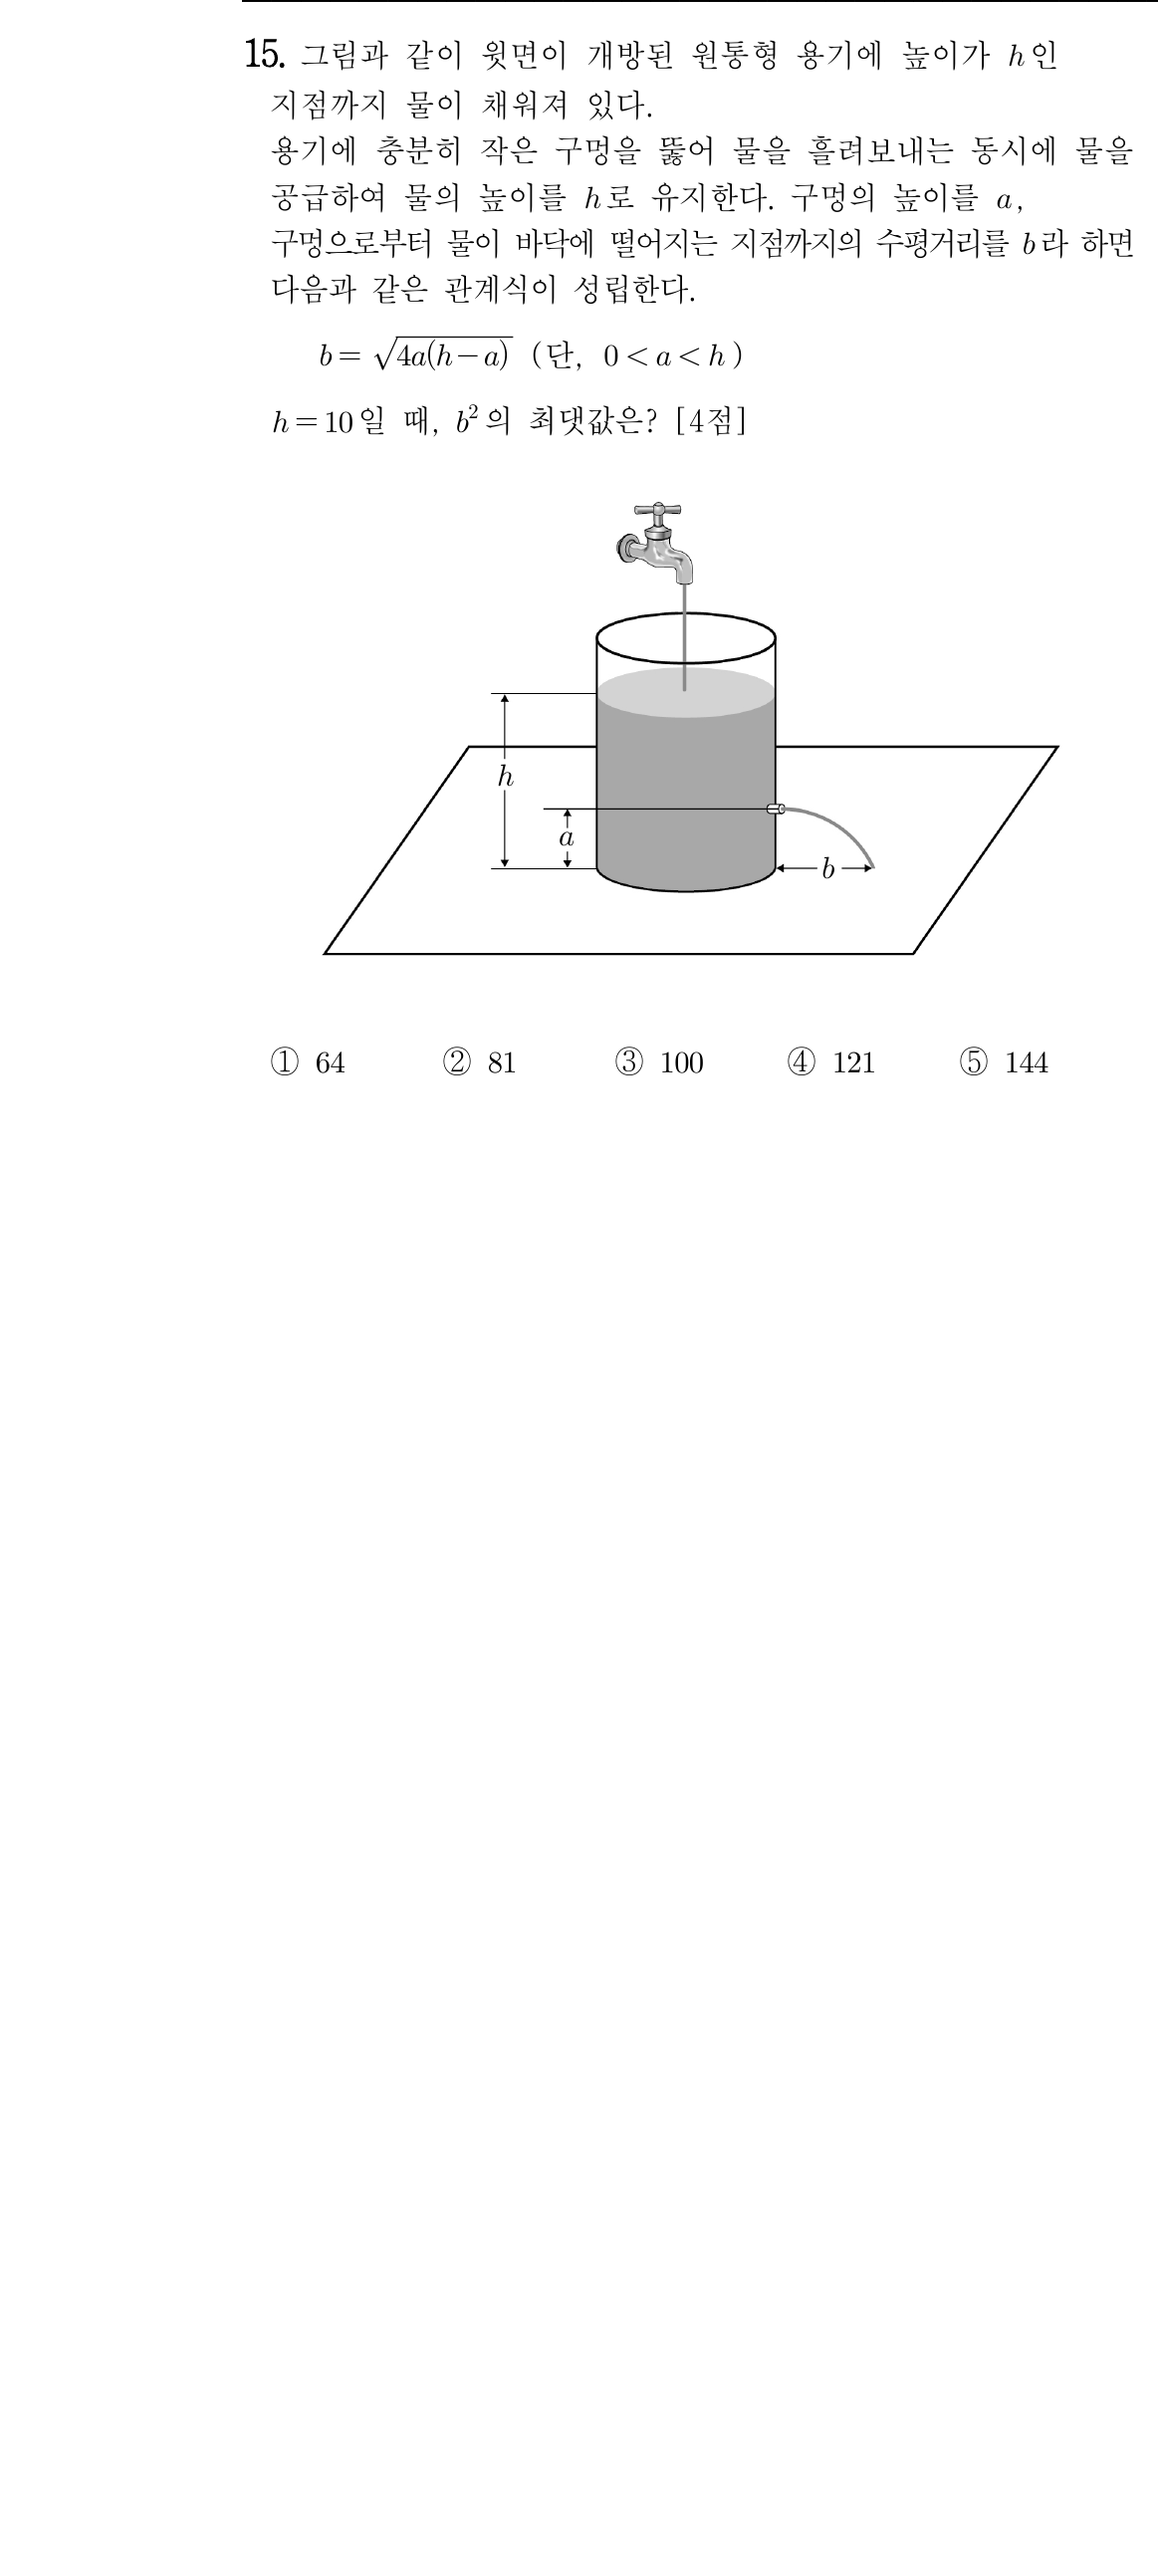 15. 그림과 같이 윗면이 개방된 원통형 용기에 높이가 h인
지점까지 물이 채워져 있다.
용기에 충분히 작은 구멍을 뚫어 물을 흘려보내는 동시에 물을
공급하여 물의 높이를 h로 유지한다. 구멍의 높이를 a,
구멍으로부터 물이 바닥에 떨어지는 지점까지의 수평거리를 b라 하면
다음과 같은 관계식이 성립한다.
b = √(4a(h-a)) (단, 0 < a < h)
h = 10일 때, b²의 최댓값은? [4점]
h
a
b
① 64 ② 81 ③ 100 ④ 121 ⑤ 144